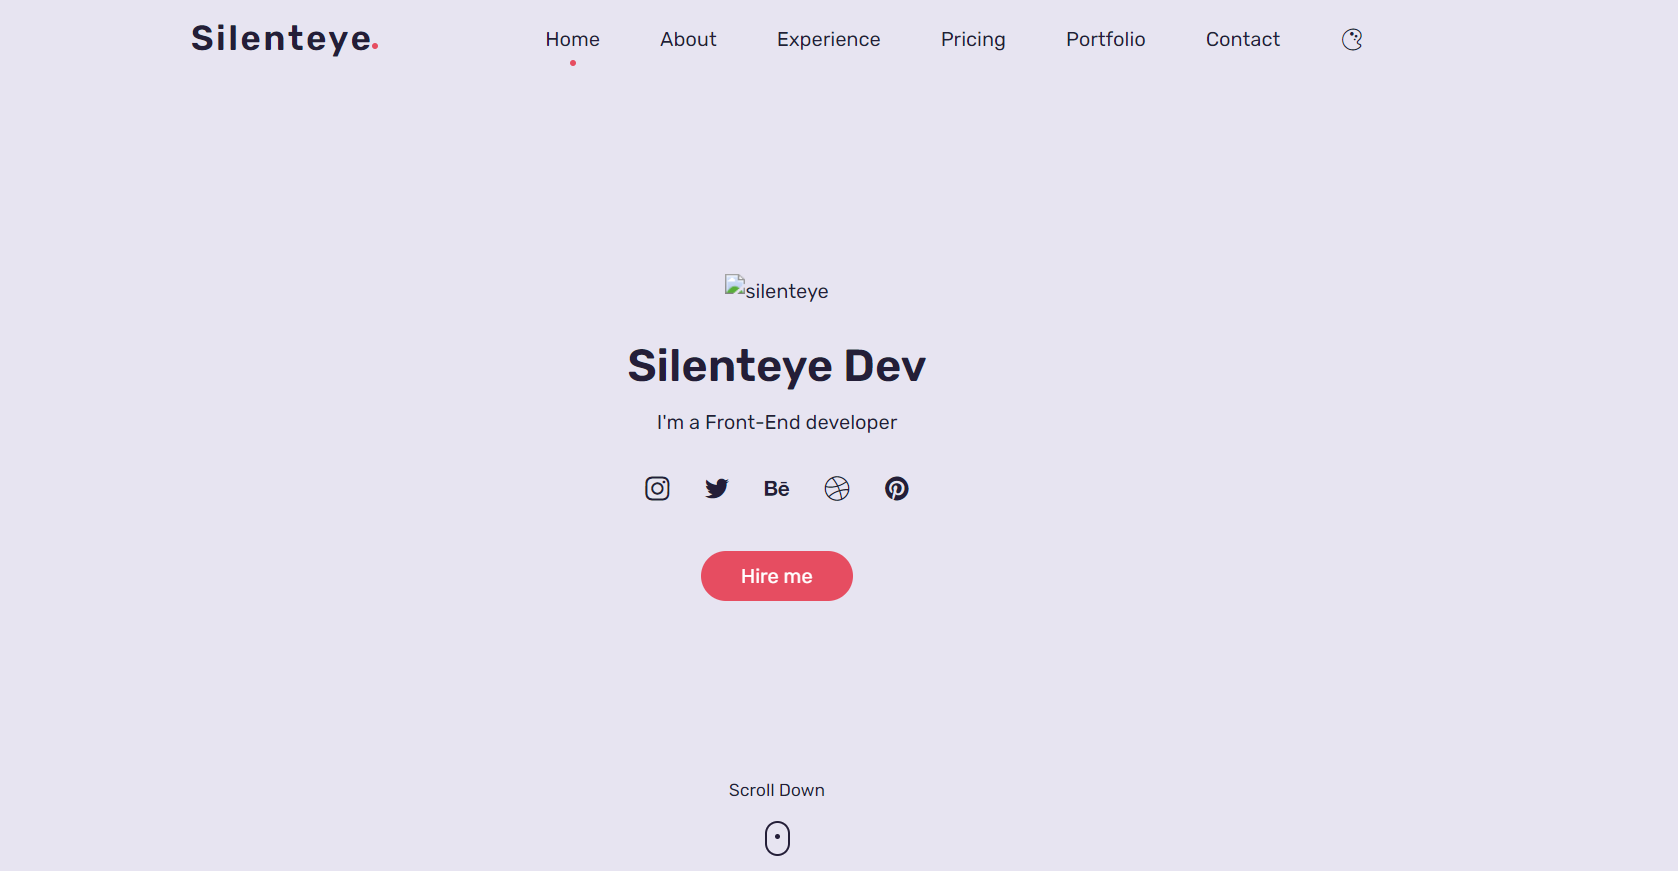 Silenteye.
Home About Experience Pricing Portfolio Contact
silenteye
Silenteye Dev
I'm a Front-End developer
Bē
Hire me
Scroll Down